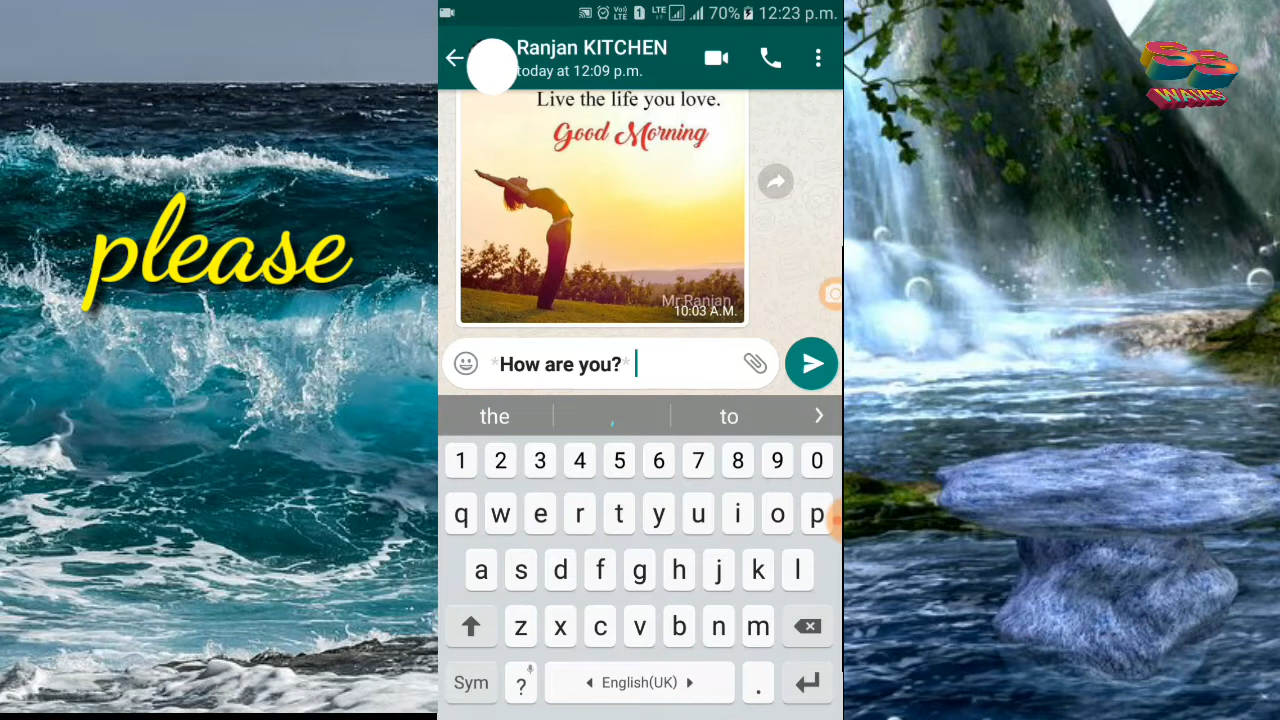 please
70% 12:23 p.m.
Ranjan KITCHEN
today at 12:09 p.m.
Live the life you love.
Good Morning
Mr.Ranjan
10:03 A.M.
*How are you?*
the , to
1 2 3 4 5 6 7 8 9 0
q w e r t y u i o p
a s d f g h j k l
z x c v b n m
Sym ? English(UK) .
SS
WAVES